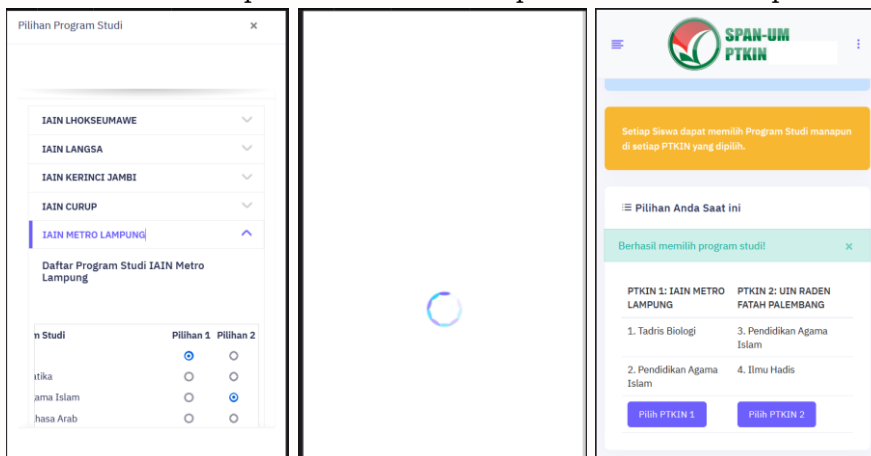 Pilihan Program Studi ×
IAIN LHOKSEUMAWE
IAIN LANGSA
IAIN KERINCI JAMBI
IAIN CURUP
IAIN METRO LAMPUNG
Daftar Program Studi IAIN Metro
Lampung
Studi Pilihan 1 Pilihan 2
Islam
Arab
SPAN-UM
PTKIN
Setiap Siswa dapat memilih Program Studi manapun
di setiap PTKIN yang dipilih.
Pilihan Anda Saat ini
Berhasil memilih program studi! ×
PTKIN 1: IAIN METRO
LAMPUNG
PTKIN 2: UIN RADEN
FATAH PALEMBANG
1. Tadris Biologi
3. Pendidikan Agama
Islam
2. Pendidikan Agama
Islam
4. Ilmu Hadis
Pilih PTKIN 1
Pilih PTKIN 2